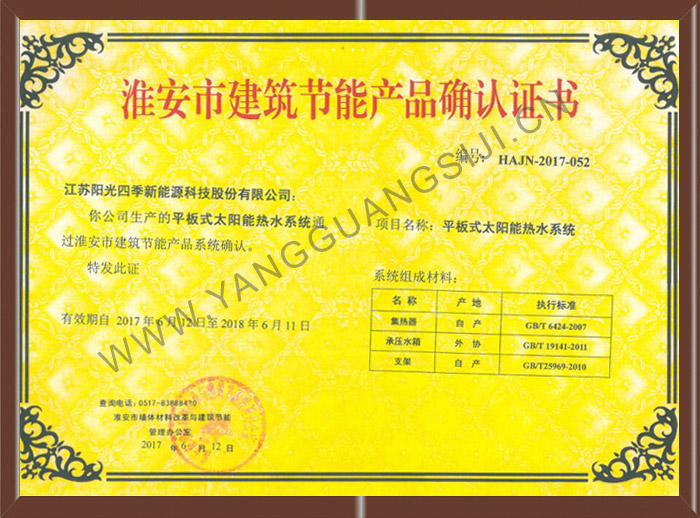 淮安市建筑节能产品确认证书
编号: HAJN-2017-052
江苏阳光四季新能源科技股份有限公司:
你公司生产的平板式太阳能热水系统通
过淮安市建筑节能产品系统确认。
特发此证
有效期自 2017 年 6 月 12 日至 2018 年 6 月 11 日
项目名称: 平板式太阳能热水系统
系统组成材料:
名 称 产 地 执行标准
集热器 自 产 GB/T 6424-2007
承压水箱 外 协 GB/T 19141-2011
支架 自 产 GB/T25969-2010
查询电话: 0517-83888430
淮安市墙体材料改革与建筑节能
管理办公室
2017 年 6 月 12 日
WWW.YANGGUANGSIJI.CN